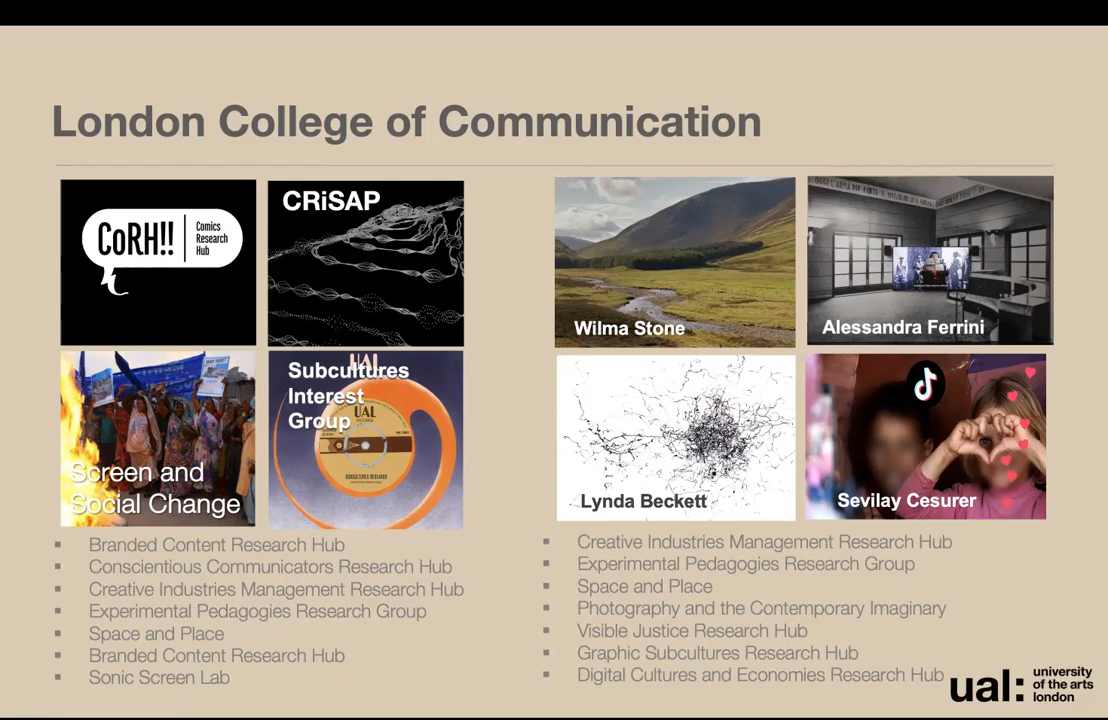 London College of Communication
CoRH!!
Comics
Research
Hub
CRiSAP
Wilma Stone
Alessandra Ferrini
Screen and
Social Change
UAL
Subcultures
Interest
Group
UAL
SUBCULTURES RESEARCH
Lynda Beckett
Sevilay Cesurer
Branded Content Research Hub
Conscientious Communicators Research Hub
Creative Industries Management Research Hub
Experimental Pedagogies Research Group
Space and Place
Branded Content Research Hub
Sonic Screen Lab
Creative Industries Management Research Hub
Experimental Pedagogies Research Group
Space and Place
Photography and the Contemporary Imaginary
Visible Justice Research Hub
Graphic Subcultures Research Hub
Digital Cultures and Economies Research Hub
ual:
university
of the arts
london